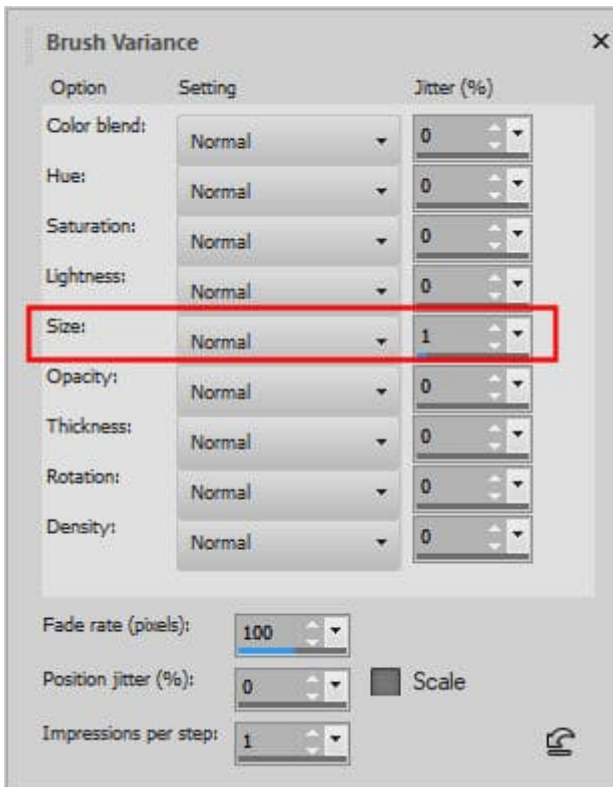 Brush Variance
Option Setting Jitter (%)
Color blend: Normal 0
Hue: Normal 0
Saturation: Normal 0
Lightness: Normal 0
Size: Normal 1
Opacity: Normal 0
Thickness: Normal 0
Rotation: Normal 0
Density: Normal 0
Fade rate (pixels): 100
Position jitter (%): 0 Scale
Impressions per step: 1